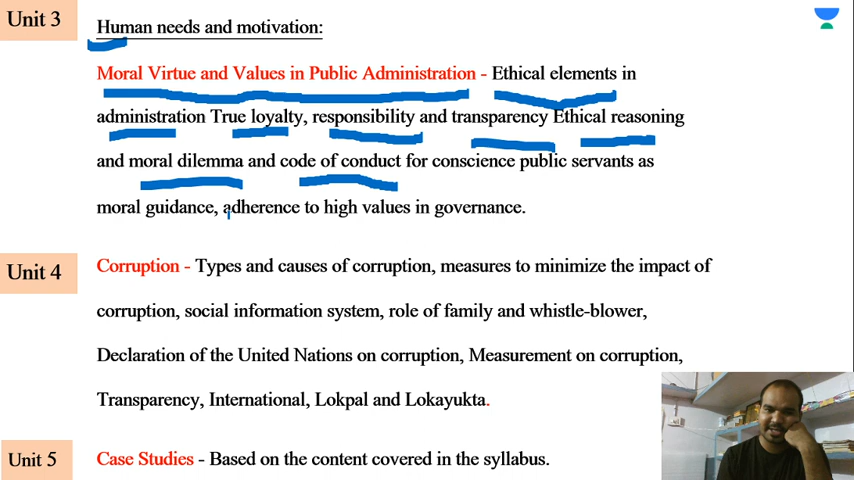 Unit 3
Human needs and motivation:
Moral Virtue and Values in Public Administration - Ethical elements in
administration True loyalty, responsibility and transparency Ethical reasoning
and moral dilemma and code of conduct for conscience public servants as
moral guidance, adherence to high values in governance.
Unit 4
Corruption - Types and causes of corruption, measures to minimize the impact of
corruption, social information system, role of family and whistle-blower,
Declaration of the United Nations on corruption, Measurement on corruption,
Transparency, International, Lokpal and Lokayukta.
Unit 5
Case Studies - Based on the content covered in the syllabus.